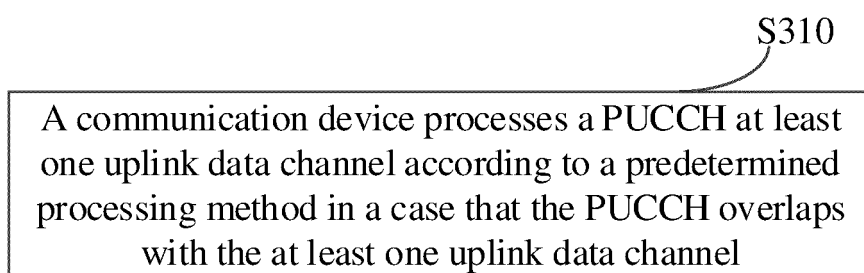 S310
A communication device processes a PUCCH at least
one uplink data channel according to a predetermined
processing method in a case that the PUCCH overlaps
with the at least one uplink data channel